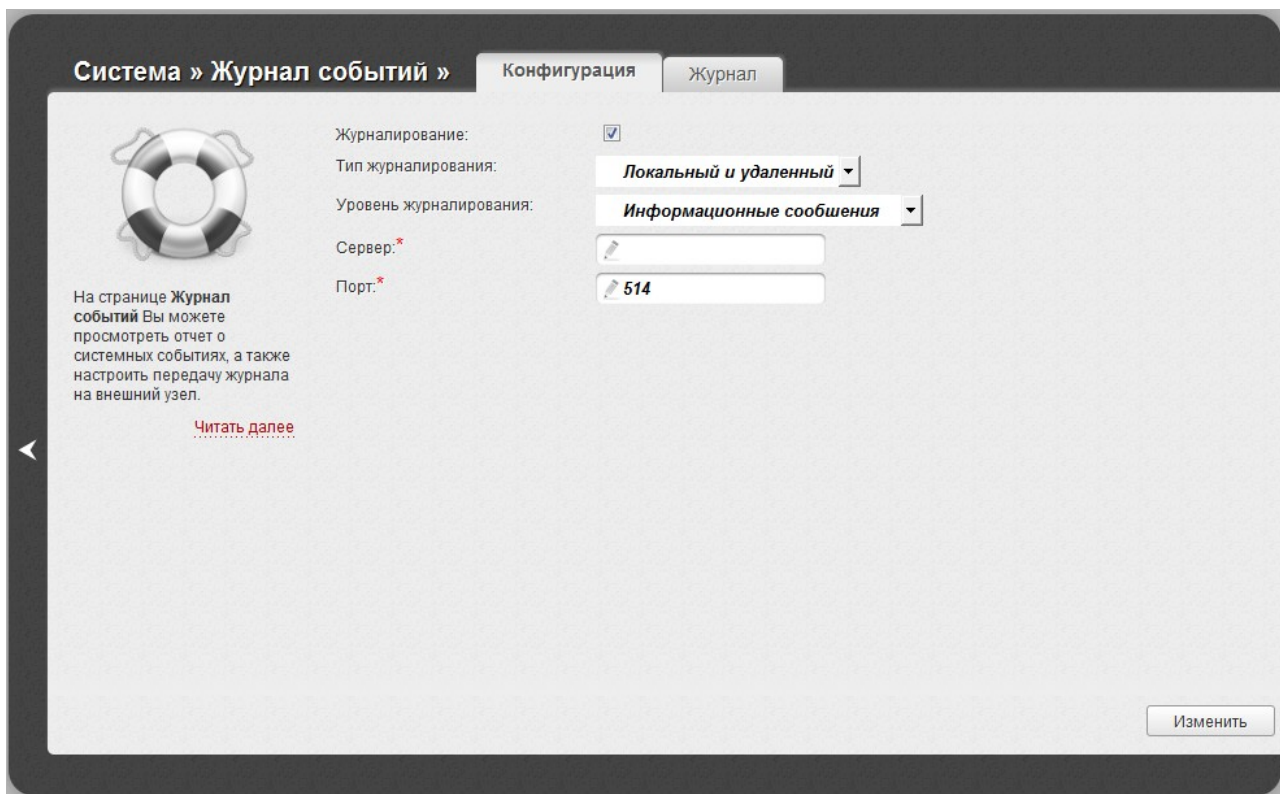 Система » Журнал событий »
Конфигурация
Журнал
Журналирование:
Тип журналирования:
Локальный и удаленный
Уровень журналирования:
Информационные сообшения
Сервер:*
Порт:*
514
На странице Журнал
событий Вы можете
просмотреть отчет о
системных событиях, а также
настроить передачу журнала
на внешний узел.
Читать далее
Изменить